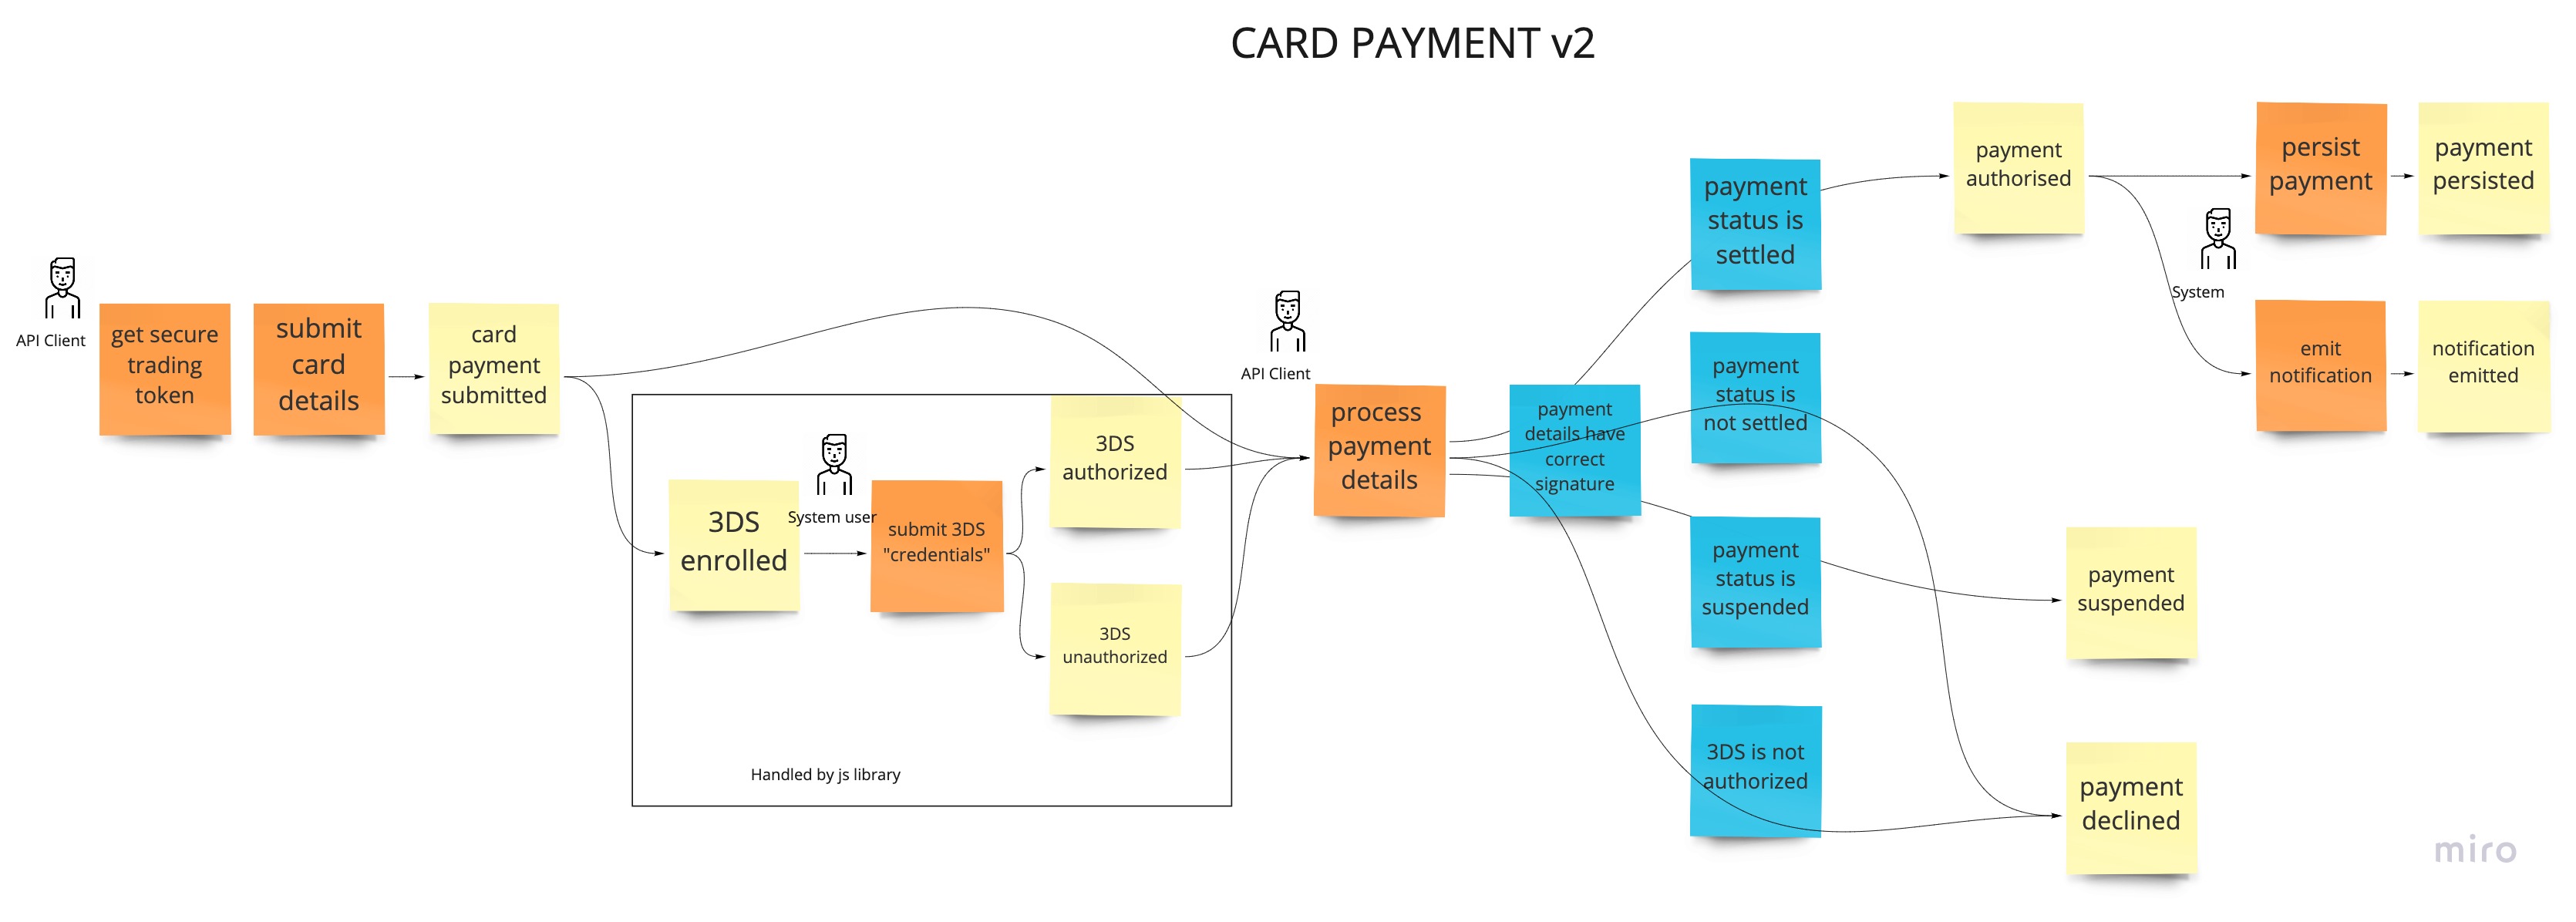 CARD PAYMENT v2
API Client
get secure
trading
token
submit
card
details
card
payment
submitted
3DS
enrolled
System user
submit 3DS
"credentials"
3DS
authorized
3DS
unauthorized
Handled by js library
API Client
process
payment
details
payment
details have
correct
signature
payment
status is
settled
payment
status is
not settled
payment
status is
suspended
3DS is not
authorized
payment
authorised
payment
suspended
payment
declined
System
persist
payment
payment
persisted
emit
notification
notification
emitted
miro